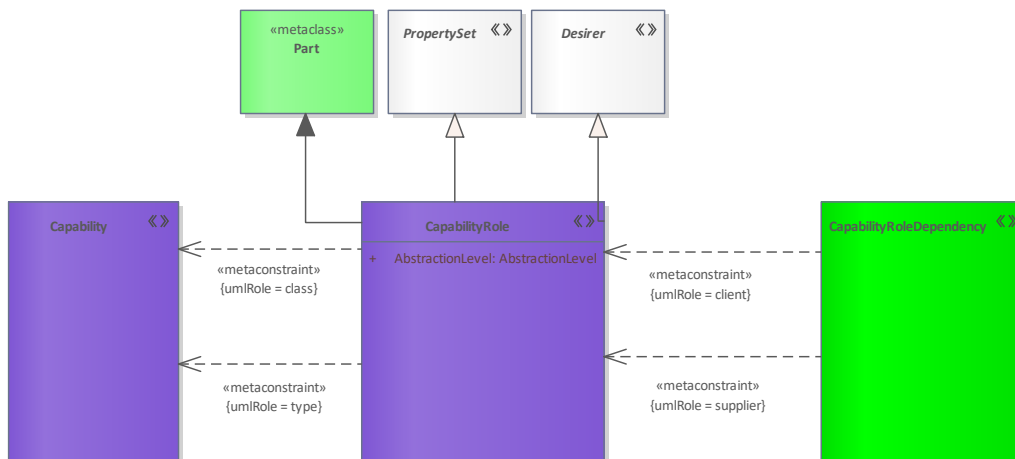 «metaclass»
Part
PropertySet
Desirer
Capability
CapabilityRole
+ AbstractionLevel: AbstractionLevel
CapabilityRoleDependency
«metaconstraint»
{umlRole = class}
«metaconstraint»
{umlRole = client}
«metaconstraint»
{umlRole = type}
«metaconstraint»
{umlRole = supplier}